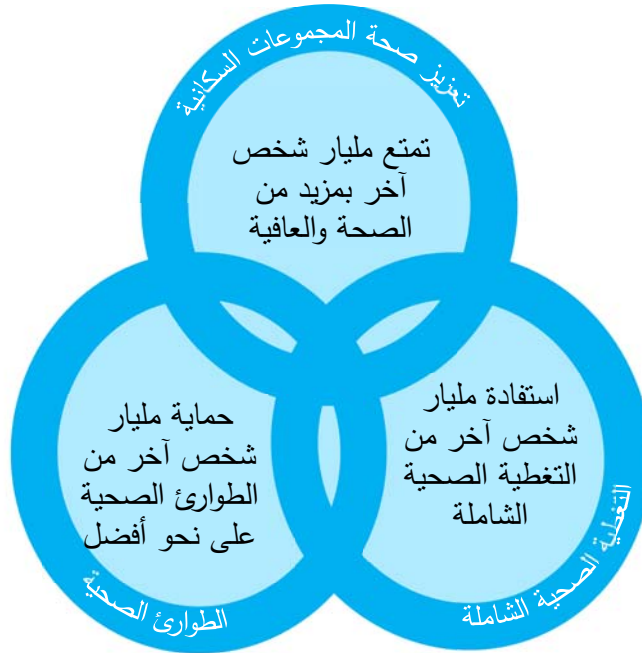 تعزيز صحة المجموعات السكانية
تمتع مليار شخص
آخر بمزيد من
الصحة والعافية
استفادة مليار
شخص آخر من
التغطية الصحية
الشاملة
التغطية الصحية الشاملة
حماية مليار
شخص آخر من
الطوارئ الصحية
على نحو أفضل
الطوارئ الصحية